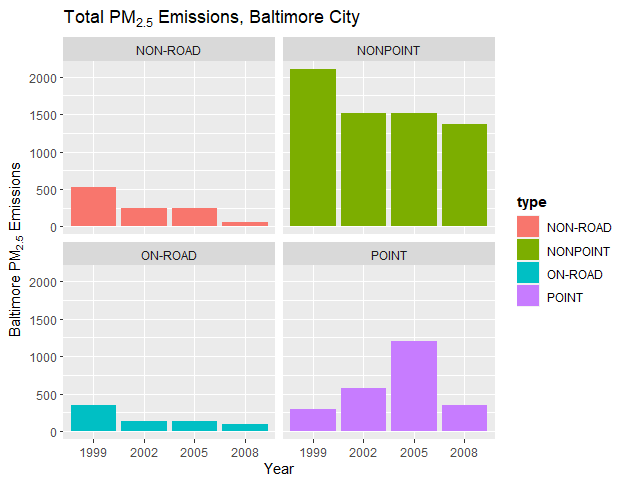 Total PM2.5 Emissions, Baltimore City
NON-ROAD NONPOINT
2000
1500
1000
500
0
ON-ROAD POINT
2000
1500
1000
500
0
1999 2002 2005 2008 1999 2002 2005 2008
Year
Baltimore PM2.5 Emissions
type
NON-ROAD
NONPOINT
ON-ROAD
POINT